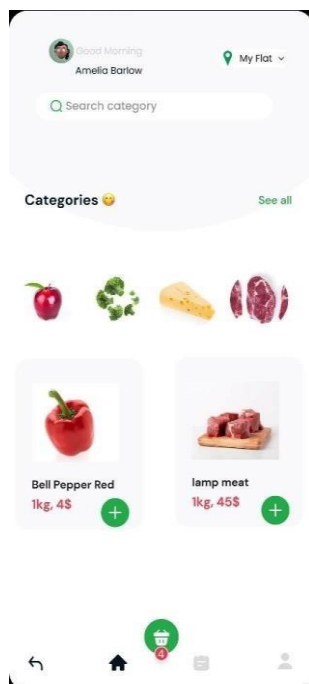 Good Morning
Amelia Barlow
My Flat
Search category
Categories
See all
Bell Pepper Red
1kg, 4$
lamp meat
1kg, 45$
4